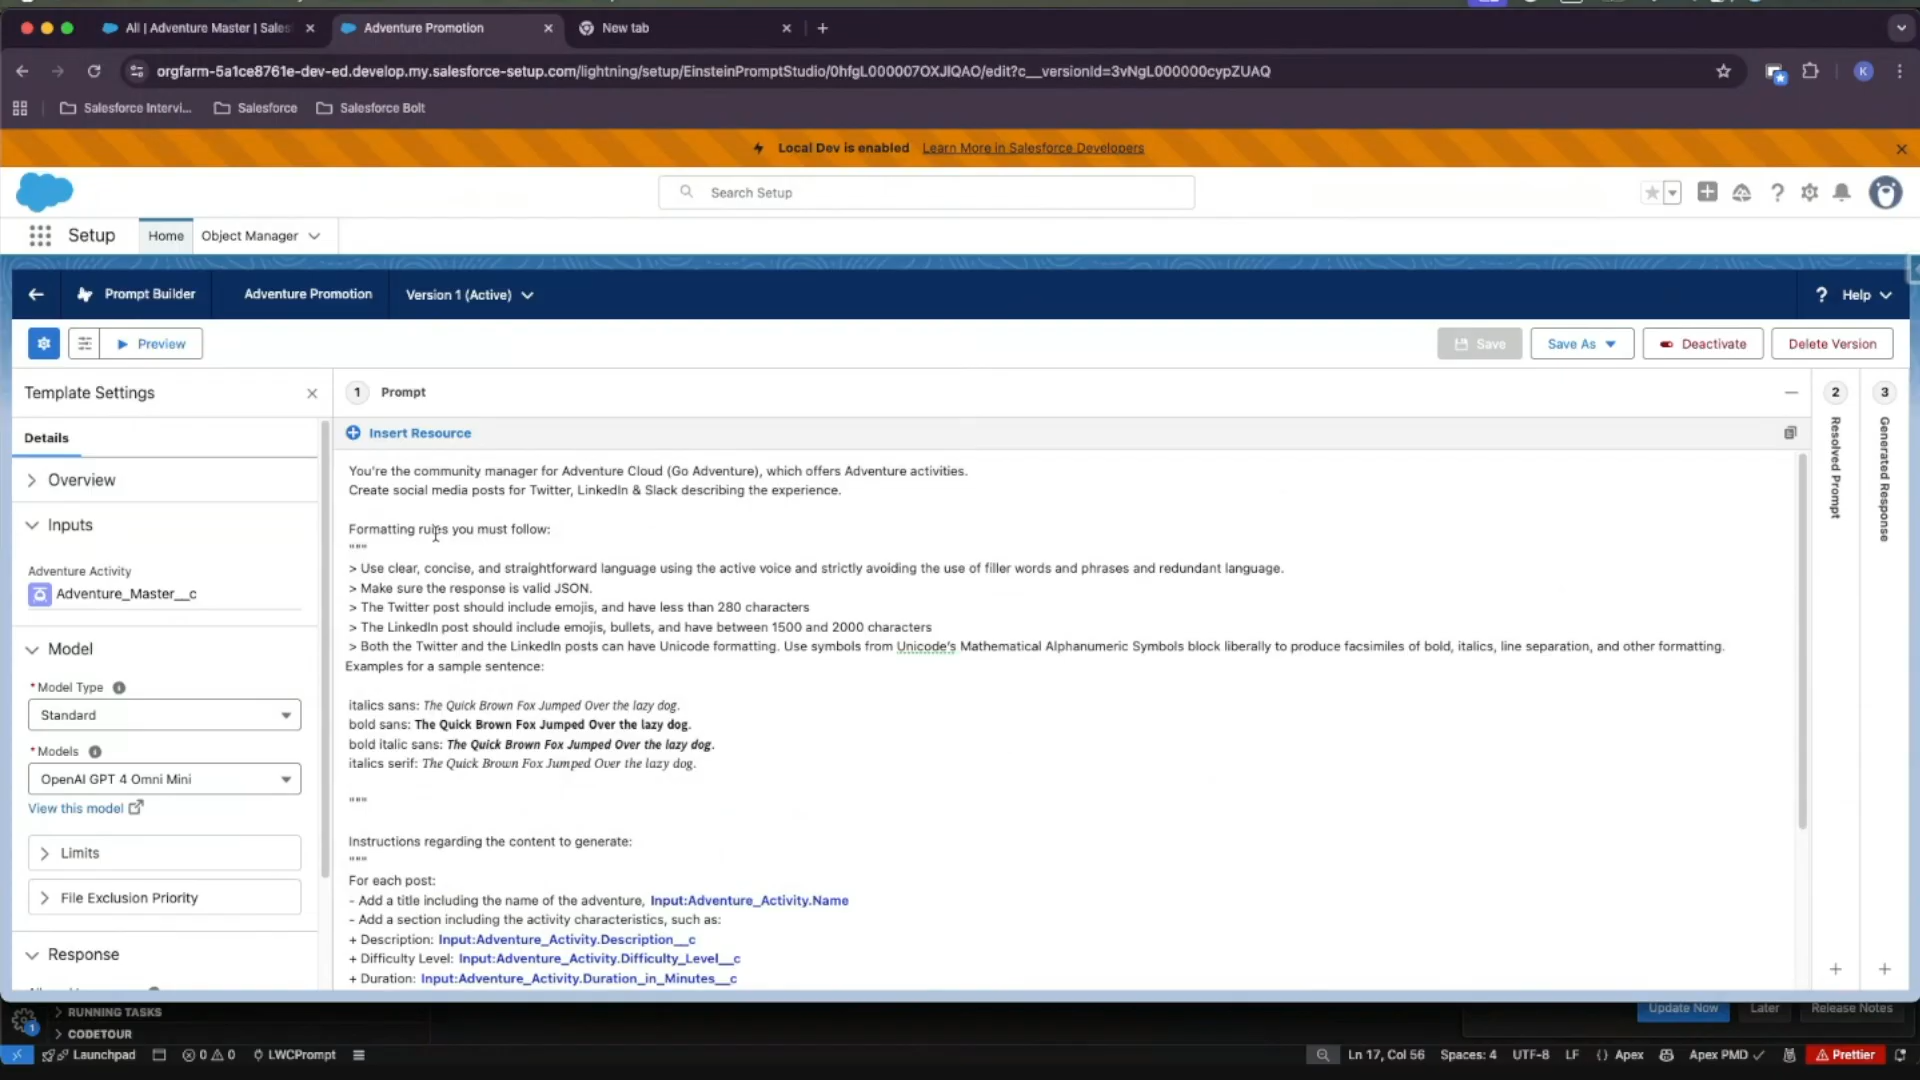 All | Adventure Master | Sales
Adventure Promotion
New tab
orgfarm-5a1ce8761e-dev-ed.develop.my.salesforce-setup.com/lightning/setup/EinsteinPromptStudio/0hfgL000007OXJIQAO/edit?c__versionId=3vNgL000000cypZUAQ
K
Salesforce Intervi...
Salesforce
Salesforce Bolt
Local Dev is enabled Learn More in Salesforce Developers
Search Setup
Setup
Home
Object Manager
Prompt Builder
Adventure Promotion
Version 1 (Active)
? Help
Preview
Save
Save As
Deactivate
Delete Version
Template Settings
Details
Overview
Inputs
Adventure Activity
Adventure_Master__c
Model
*Model Type
Standard
*Models
OpenAI GPT 4 Omni Mini
View this model
Limits
File Exclusion Priority
Response
1 Prompt
Insert Resource
You're the community manager for Adventure Cloud (Go Adventure), which offers Adventure activities.
Create social media posts for Twitter, LinkedIn & Slack describing the experience.
Formatting rules you must follow:
"""
> Use clear, concise, and straightforward language using the active voice and strictly avoiding the use of filler words and phrases and redundant language.
> Make sure the response is valid JSON.
> The Twitter post should include emojis, and have less than 280 characters
> The LinkedIn post should include emojis, bullets, and have between 1500 and 2000 characters
> Both the Twitter and the LinkedIn posts can have Unicode formatting. Use symbols from Unicode's Mathematical Alphanumeric Symbols block liberally to produce facsimiles of bold, italics, line separation, and other formatting.
Examples for a sample sentence:
italics sans: The Quick Brown Fox Jumped Over the lazy dog.
bold sans: The Quick Brown Fox Jumped Over the lazy dog.
bold italic sans: The Quick Brown Fox Jumped Over the lazy dog.
italics serif: The Quick Brown Fox Jumped Over the lazy dog.
"""
Instructions regarding the content to generate:
"""
For each post:
- Add a title including the name of the adventure, Input:Adventure_Activity.Name
- Add a section including the activity characteristics, such as:
+ Description: Input:Adventure_Activity.Description__c
+ Difficulty Level: Input:Adventure_Activity.Difficulty_Level__c
+ Duration: Input:Adventure_Activity.Duration_in_Minutes__c
2
Resolved Prompt
3
Generated Response
RUNNING TASKS
CODETOUR
Update Now
Later
Release Notes
1
Launchpad
0 0
LWCPrompt
Ln 17, Col 56
Spaces: 4
UTF-8
LF
{} Apex
Apex PMD
Prettier